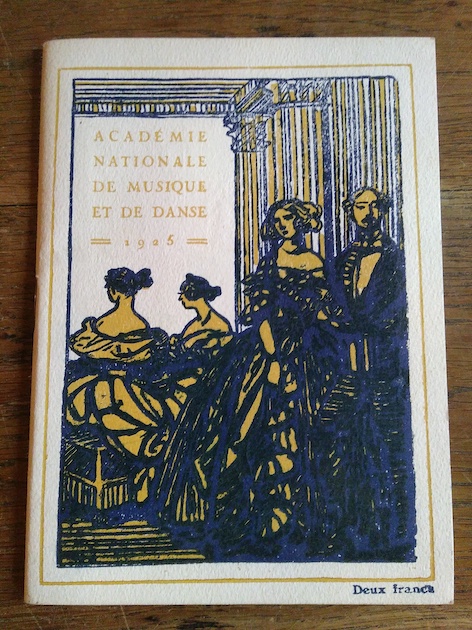 ACADÉMIE
NATIONALE
DE MUSIQUE
ET DE DANSE
1925
Deux francs